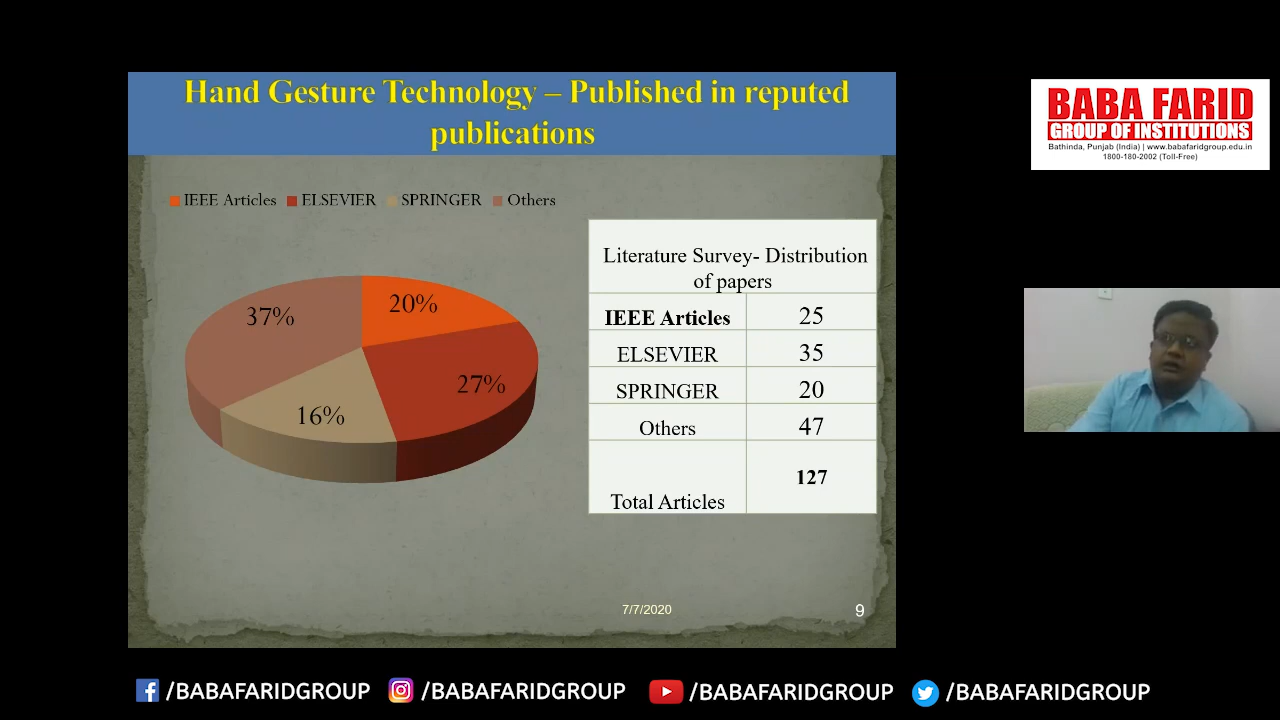 Hand Gesture Technology – Published in reputed
publications
IEEE Articles ELSEVIER SPRINGER Others
20%
27%
16%
37%
Literature Survey- Distribution
of papers
IEEE Articles 25
ELSEVIER 35
SPRINGER 20
Others 47
Total Articles 127
7/7/2020 9
BABA FARID
GROUP OF INSTITUTIONS
Bathinda, Punjab (India) | www.babafaridgroup.edu.in
1800-180-2002 (Toll-Free)
/BABAFARIDGROUP /BABAFARIDGROUP /BABAFARIDGROUP /BABAFARIDGROUP